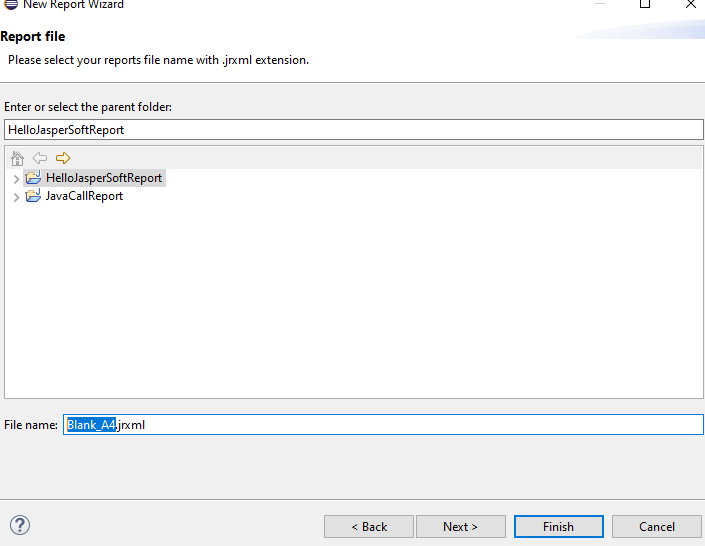 New Report Wizard
Report file
Please select your reports file name with .jrxml extension.
Enter or select the parent folder:
HelloJasperSoftReport
HelloJasperSoftReport
JavaCallReport
File name: Blank_A4.jrxml
? < Back Next > Finish Cancel